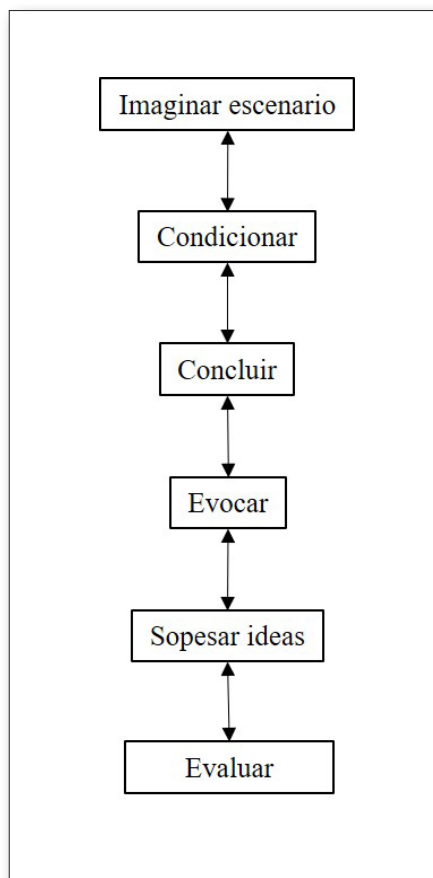 Imaginar escenario
Condicionar
Concluir
Evocar
Sopesar ideas
Evaluar